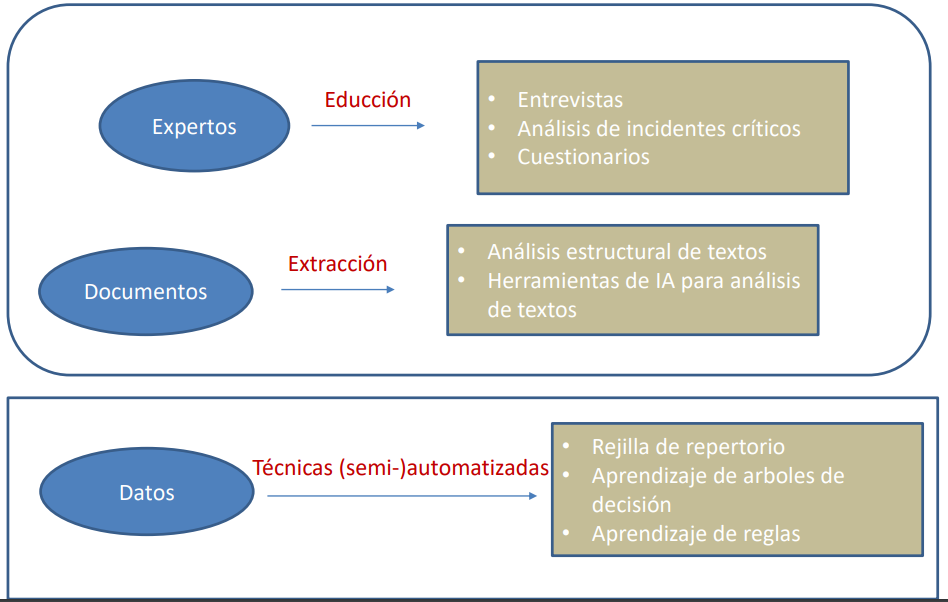 Expertos
Educción
• Entrevistas
• Análisis de incidentes críticos
• Cuestionarios
Documentos
Extracción
• Análisis estructural de textos
• Herramientas de IA para análisis
de textos
Datos
Técnicas (semi-)automatizadas
• Rejilla de repertorio
• Aprendizaje de arboles de
decisión
• Aprendizaje de reglas